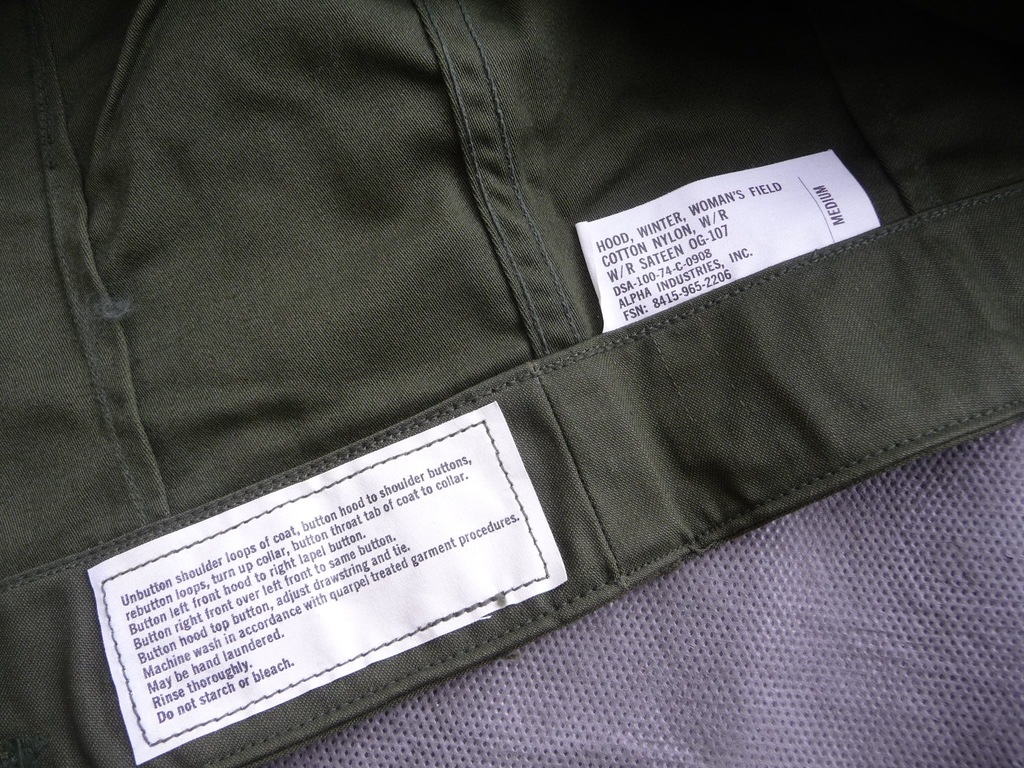 HOOD, WINTER, WOMAN'S FIELD
COTTON NYLON, W/R
W/R SATEEN OG-107
DSA-100-74-C-0908
ALPHA INDUSTRIES, INC.
FSN: 8415-965-2206
MEDIUM
Unbutton shoulder loops of coat, button hood to shoulder buttons,
rebutton loops, turn up collar, button throat tab of coat to collar.
Button left front hood to right lapel button.
Button right front over left front to same button.
Button hood top button, adjust drawstring and tie.
Machine wash in accordance with quarpel treated garment procedures.
May be hand laundered.
Rinse thoroughly.
Do not starch or bleach.